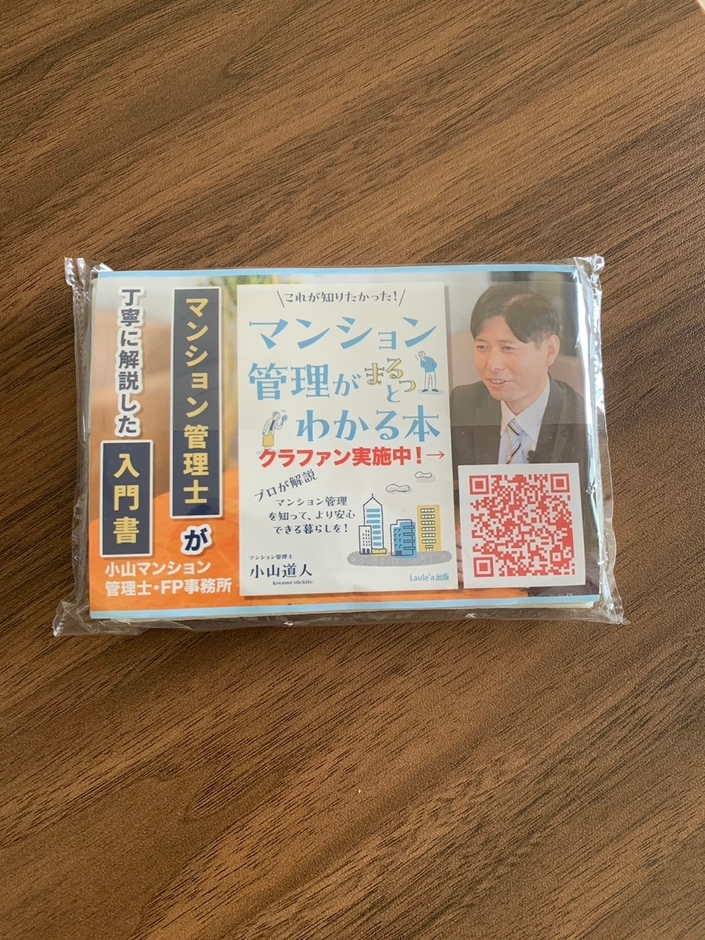 マンション管理士が
丁寧に解説した入門書
小山マンション
管理士・FP事務所
これが知りたかった!
マンション
管理がまるっと
わかる本
クラファン実施中!→
プロが解説
マンション管理
を知って、より安心
できる暮らしを!
マンション管理士
小山道人
Koyama michihito
Laule'a出版